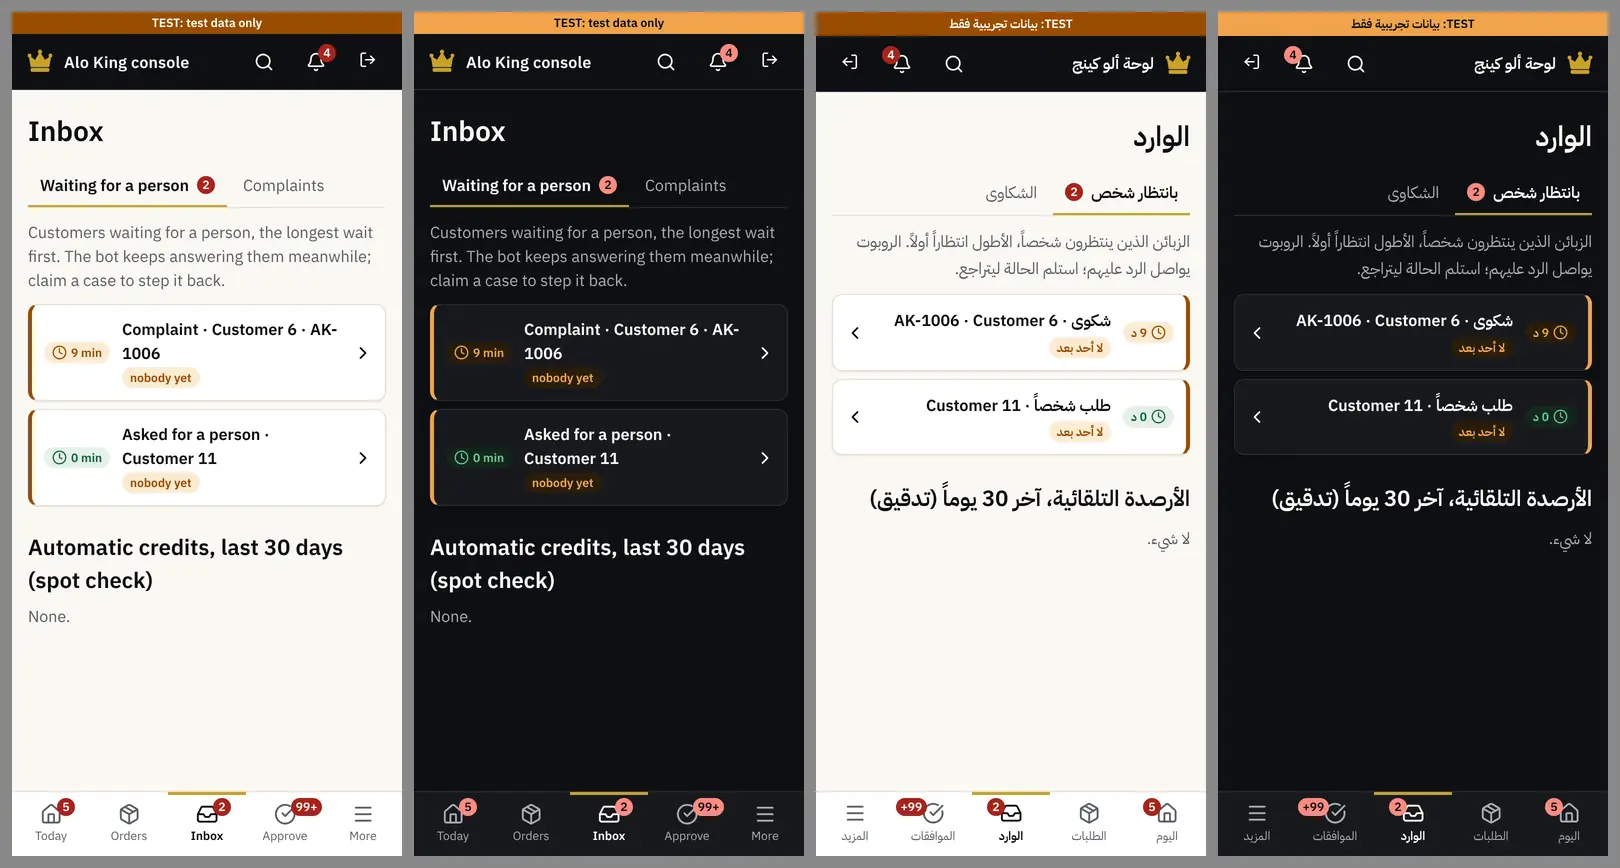 TEST: test data only
Alo King console
4
Inbox
Waiting for a person 2
Complaints
Customers waiting for a person, the longest wait
first. The bot keeps answering them meanwhile;
claim a case to step it back.
9 min
Complaint · Customer 6 · AK-
1006
nobody yet
0 min
Asked for a person ·
Customer 11
nobody yet
Automatic credits, last 30 days
(spot check)
None.
5
2
99+
Today
Orders
Inbox
Approve
More
TEST: test data only
Alo King console
4
Inbox
Waiting for a person 2
Complaints
Customers waiting for a person, the longest wait
first. The bot keeps answering them meanwhile;
claim a case to step it back.
9 min
Complaint · Customer 6 · AK-
1006
nobody yet
0 min
Asked for a person ·
Customer 11
nobody yet
Automatic credits, last 30 days
(spot check)
None.
5
2
99+
Today
Orders
Inbox
Approve
More
TEST: بيانات تجريبية فقط
لوحة ألو كينج
4
الوارد
بانتظار شخص 2
الشكاوى
الزبائن الذين ينتظرون شخصاً، الأطول انتظاراً أولاً. الروبوت
يواصل الرد عليهم؛ استلم الحالة ليتراجع.
9 د
شكوى · Customer 6 · AK-1006
لا أحد بعد
0 د
طلب شخصاً · Customer 11
لا أحد بعد
الأرصدة التلقائية، آخر 30 يوماً (تدقيق)
لا شيء.
5
2
99+
اليوم
الطلبات
الوارد
الموافقات
المزيد
TEST: بيانات تجريبية فقط
لوحة ألو كينج
4
الوارد
بانتظار شخص 2
الشكاوى
الزبائن الذين ينتظرون شخصاً، الأطول انتظاراً أولاً. الروبوت
يواصل الرد عليهم؛ استلم الحالة ليتراجع.
9 د
شكوى · Customer 6 · AK-1006
لا أحد بعد
0 د
طلب شخصاً · Customer 11
لا أحد بعد
الأرصدة التلقائية، آخر 30 يوماً (تدقيق)
لا شيء.
5
2
99+
اليوم
الطلبات
الوارد
الموافقات
المزيد